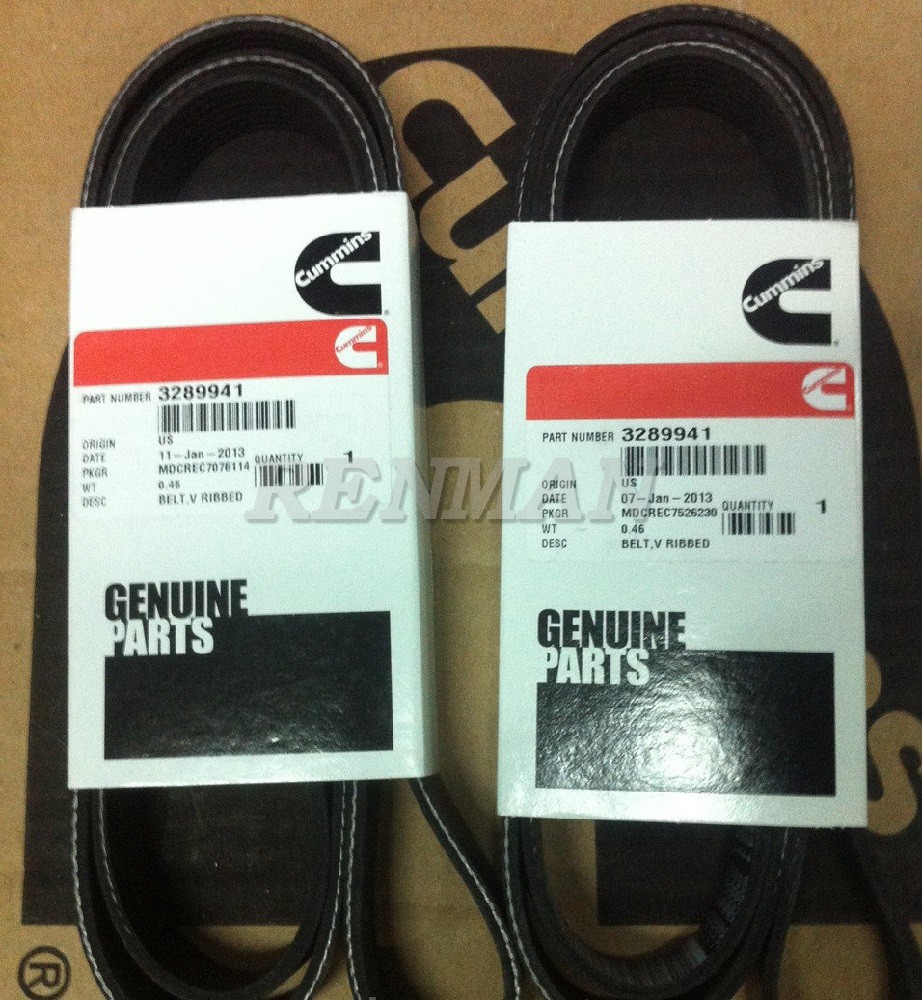 Cummins
Cummins
Cummins
PART NUMBER 3289941
ORIGIN US
DATE 11-Jan-2013
PKGR MDCREC7076114 QUANTITY 1
WT 0.46
DESC BELT,V RIBBED
GENUINE
PARTS
Cummins
Cummins
PART NUMBER 3289941
ORIGIN US
DATE 07-Jan-2013
PKGR MDCREC7526230 QUANTITY 1
WT 0.46
DESC BELT,V RIBBED
GENUINE
PARTS
RENMAN
s
®